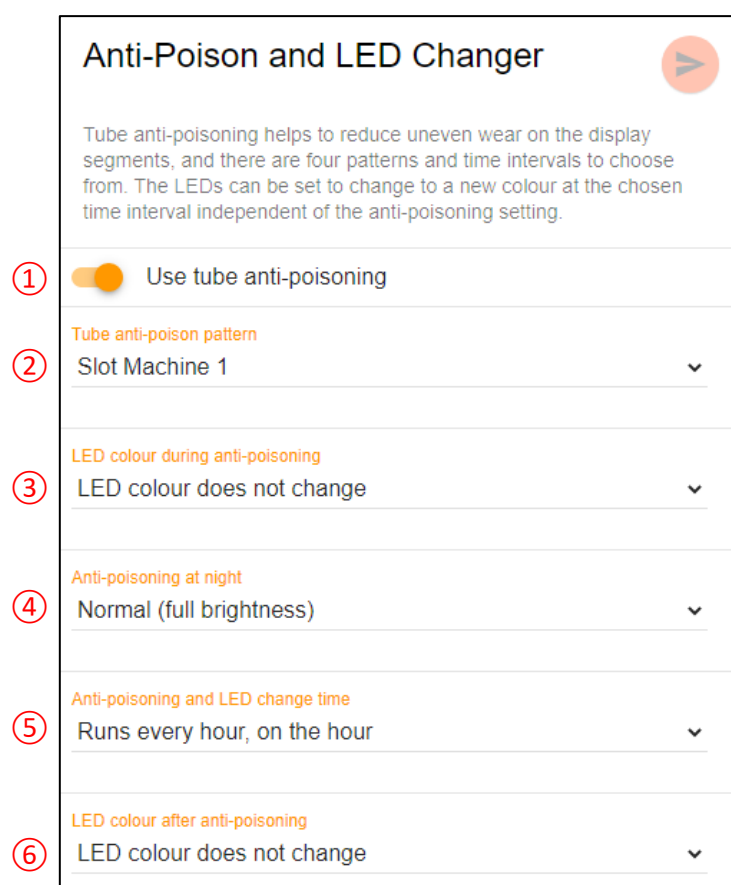 Anti-Poison and LED Changer
Tube anti-poisoning helps to reduce uneven wear on the display
segments, and there are four patterns and time intervals to choose
from. The LEDs can be set to change to a new colour at the chosen
time interval independent of the anti-poisoning setting.
① Use tube anti-poisoning
Tube anti-poison pattern
② Slot Machine 1
LED colour during anti-poisoning
③ LED colour does not change
Anti-poisoning at night
④ Normal (full brightness)
Anti-poisoning and LED change time
⑤ Runs every hour, on the hour
LED colour after anti-poisoning
⑥ LED colour does not change